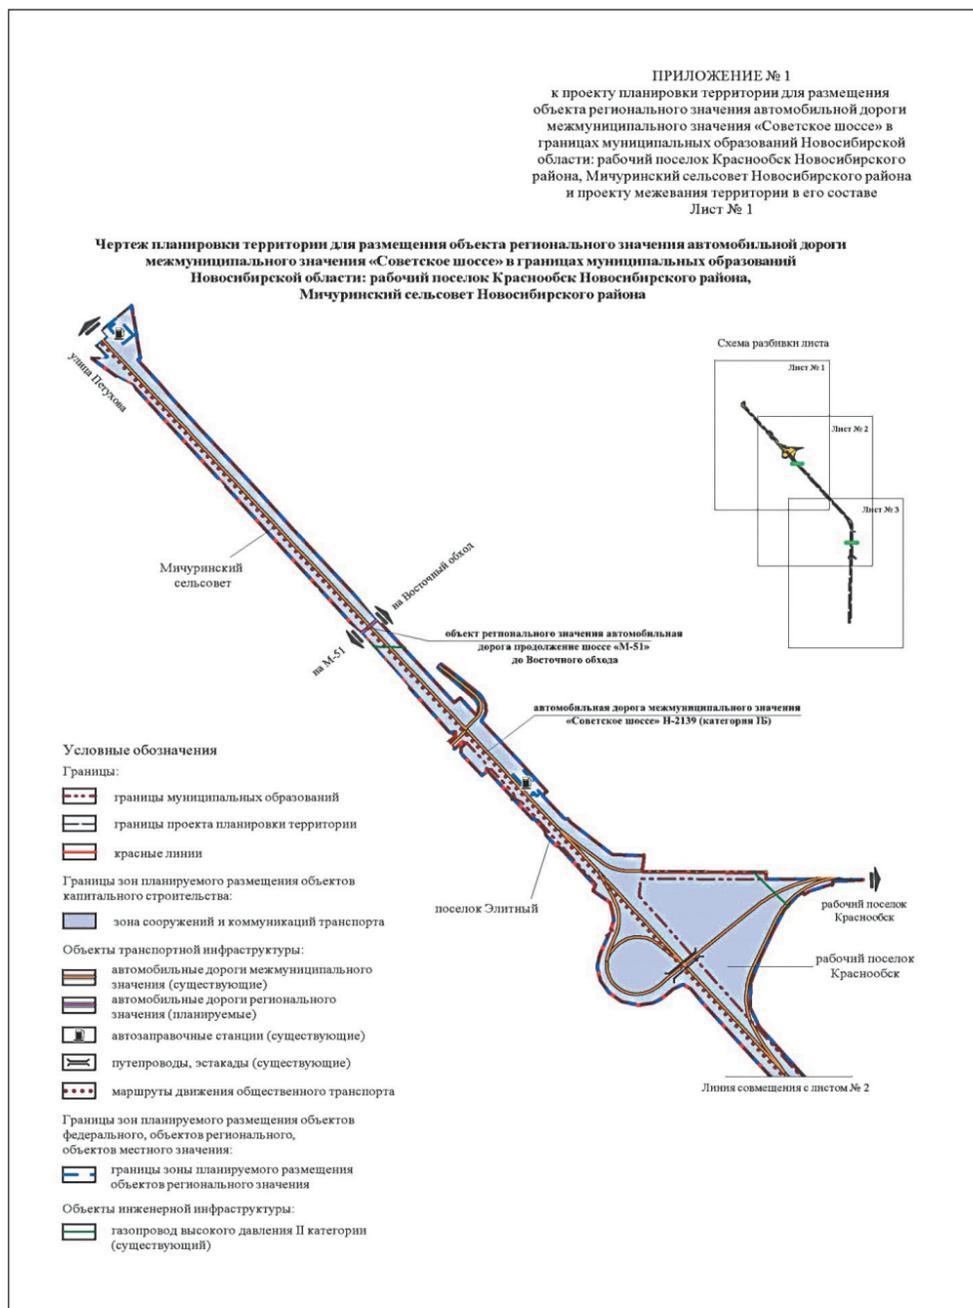 ПРИЛОЖЕНИЕ № 1
к проекту планировки территории для размещения
объекта регионального значения автомобильной дороги
межмуниципального значения «Советское шоссе» в
границах муниципальных образований Новосибирской
области: рабочий поселок Краснообск Новосибирского
района, Мичуринский сельсовет Новосибирского района
и проекту межевания территории в его составе
Лист № 1
Чертеж планировки территории для размещения объекта регионального значения автомобильной дороги
межмуниципального значения «Советское шоссе» в границах муниципальных образований
Новосибирской области: рабочий поселок Краснообск Новосибирского района,
Мичуринский сельсовет Новосибирского района
улица Петухова
Схема разбивки листа
Лист № 1
Лист № 2
Лист № 3
Мичуринский
сельсовет
на Восточный обход
на М-51
объект регионального значения автомобильная
дорога продолжение шоссе «М-51»
до Восточного обхода
автомобильная дорога межмуниципального значения
«Советское шоссе» Н-2139 (категория IБ)
поселок Элитный
рабочий поселок
Краснообск
рабочий поселок
Краснообск
Линия совмещения с листом № 2
Условные обозначения
Границы:
границы муниципальных образований
границы проекта планировки территории
красные линии
Границы зон планируемого размещения объектов
капитального строительства:
зона сооружений и коммуникаций транспорта
Объекты транспортной инфраструктуры:
автомобильные дороги межмуниципального
значения (существующие)
автомобильные дороги регионального
значения (планируемые)
автозаправочные станции (существующие)
путепроводы, эстакады (существующие)
маршруты движения общественного транспорта
Границы зон планируемого размещения объектов
федерального, объектов регионального,
объектов местного значения:
границы зоны планируемого размещения
объектов регионального значения
Объекты инженерной инфраструктуры:
газопровод высокого давления II категории
(существующий)